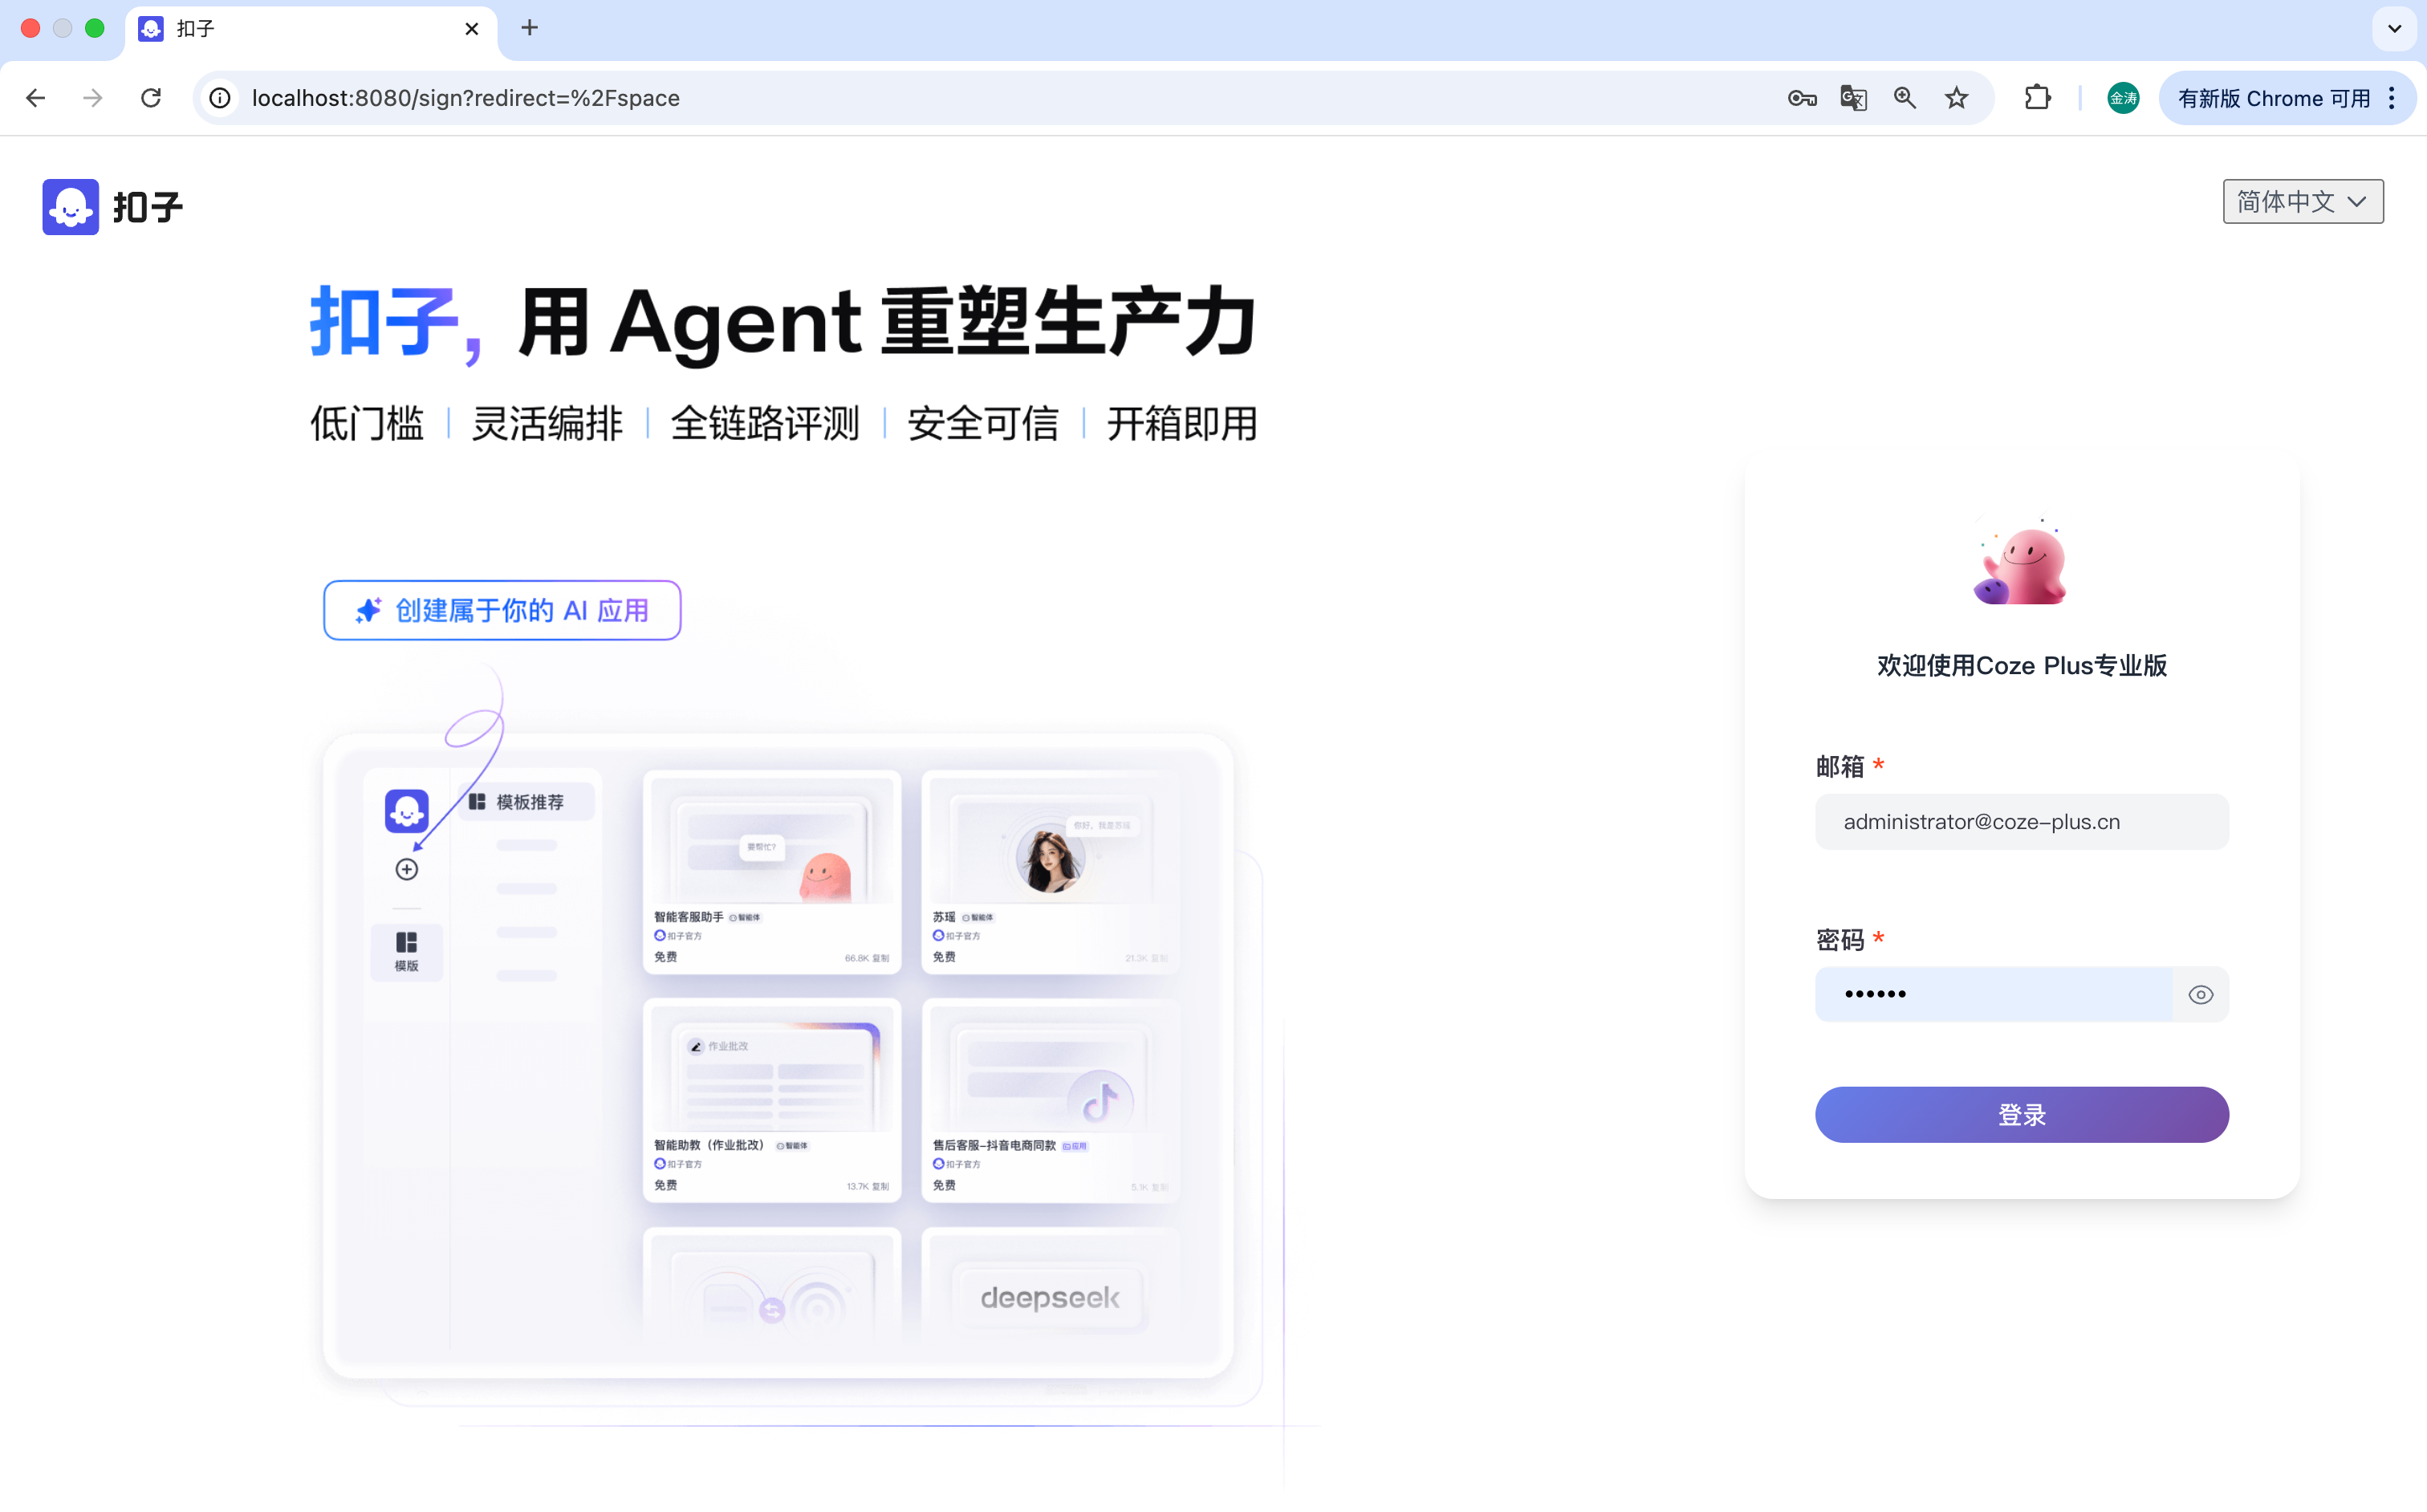 扣子
localhost:8080/sign?redirect=%2Fspace
金涛
有新版 Chrome 可用
扣子
简体中文
扣子，用 Agent 重塑生产力
低门槛 | 灵活编排 | 全链路评测 | 安全可信 | 开箱即用
创建属于你的 AI 应用
模板推荐
模版
要帮忙?
智能客服助手 智能体
扣子官方
免费 66.8K 复制
你好，我是苏瑶
苏瑶 智能体
扣子官方
免费 21.3K 复制
作业批改
智能助教（作业批改） 智能体
扣子官方
免费 13.7K 复制
售后客服-抖音电商同款 应用
扣子官方
免费 5.1K 复制
deepseek
欢迎使用Coze Plus专业版
邮箱 *
administrator@coze-plus.cn
密码 *
••••••
登录